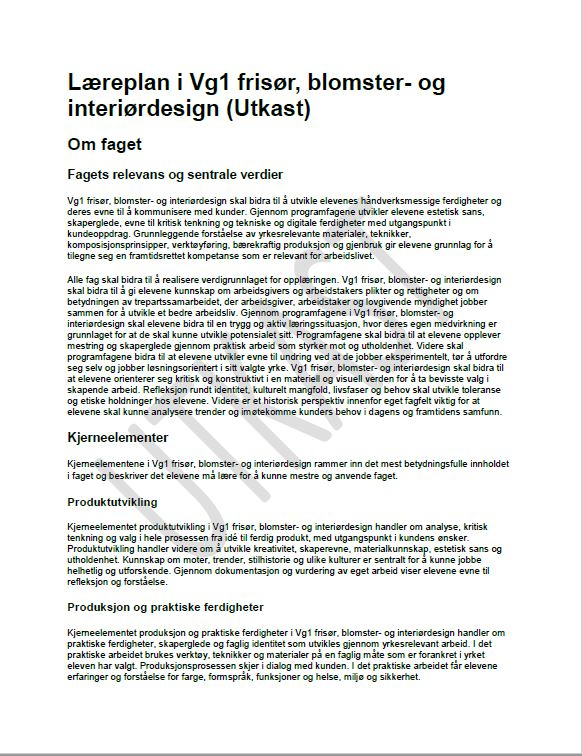 Læreplan i Vg1 frisør, blomster- og
interiørdesign (Utkast)
Om faget
Fagets relevans og sentrale verdier
Vg1 frisør, blomster- og interiørdesign skal bidra til å utvikle elevenes håndverksmessige ferdigheter og
deres evne til å kommunisere med kunder. Gjennom programfagene utvikler elevene estetisk sans,
skaperglede, evne til kritisk tenkning og tekniske og digitale ferdigheter med utgangspunkt i
kundeoppdrag. Grunnleggende forståelse av yrkesrelevante materialer, teknikker,
komposisjonsprinsipper, verktøyføring, bærekraftig produksjon og gjenbruk gir elevene grunnlag for å
tilegne seg en framtidsrettet kompetanse som er relevant for arbeidslivet.
Alle fag skal bidra til å realisere verdigrunnlaget for opplæringen. Vg1 frisør, blomster- og interiørdesign
skal bidra til å gi elevene kunnskap om arbeidsgivers og arbeidstakers plikter og rettigheter og om
betydningen av trepartssamarbeidet, der arbeidsgiver, arbeidstaker og lovgivende myndighet jobber
sammen for å utvikle et bedre arbeidsliv. Gjennom programfagene i Vg1 frisør, blomster- og
interiørdesign skal elevene bidra til en trygg og aktiv læringssituasjon, hvor deres egen medvirkning er
grunnlaget for at de skal kunne utvikle potensialet sitt. Programfagene skal bidra til at elevene opplever
mestring og skaperglede gjennom praktisk arbeid som styrker mot og utholdenhet. Videre skal
programfagene bidra til at elevene utvikler evne til undring ved at de jobber eksperimentelt, tør å utfordre
seg selv og jobber løsningsorientert i sitt valgte yrke. Vg1 frisør, blomster- og interiørdesign skal bidra til
at elevene orienterer seg kritisk og konstruktivt i en materiell og visuell verden for å ta bevisste valg i
skapende arbeid. Refleksjon rundt identitet, kulturelt mangfold, livsfaser og behov skal utvikle toleranse
og etiske holdninger hos elevene. Videre er et historisk perspektiv innenfor eget fagfelt viktig for at
elevene skal kunne analysere trender og imøtekomme kunders behov i dagens og framtidens samfunn.
Kjerneelementer
Kjerneelementene i Vg1 frisør, blomster- og interiørdesign rammer inn det mest betydningsfulle innholdet
i faget og beskriver det elevene må lære for å kunne mestre og anvende faget.
Produktutvikling
Kjerneelementet produktutvikling i Vg1 frisør, blomster- og interiørdesign handler om analyse, kritisk
tenkning og valg i hele prosessen fra idé til ferdig produkt, med utgangspunkt i kundens ønsker.
Produktutvikling handler videre om å utvikle kreativitet, skaperevne, materialkunnskap, estetisk sans og
utholdenhet. Kunnskap om moter, trender, stilhistorie og ulike kulturer er sentralt for å kunne jobbe
helhetlig og utforskende. Gjennom dokumentasjon og vurdering av eget arbeid viser elevene evne til
refleksjon og forståelse.
Produksjon og praktiske ferdigheter
Kjerneelementet produksjon og praktiske ferdigheter i Vg1 frisør, blomster- og interiørdesign handler om
praktiske ferdigheter, skaperglede og faglig identitet som utvikles gjennom yrkesrelevant arbeid. I det
praktiske arbeidet brukes verktøy, teknikker og materialer på en faglig måte som er forankret i yrket
eleven har valgt. Produksjonsprosessen skjer i dialog med kunden. I det praktiske arbeidet får elevene
erfaringer og forståelse for farge, formspråk, funksjoner og helse, miljø og sikkerhet.
UTKAST